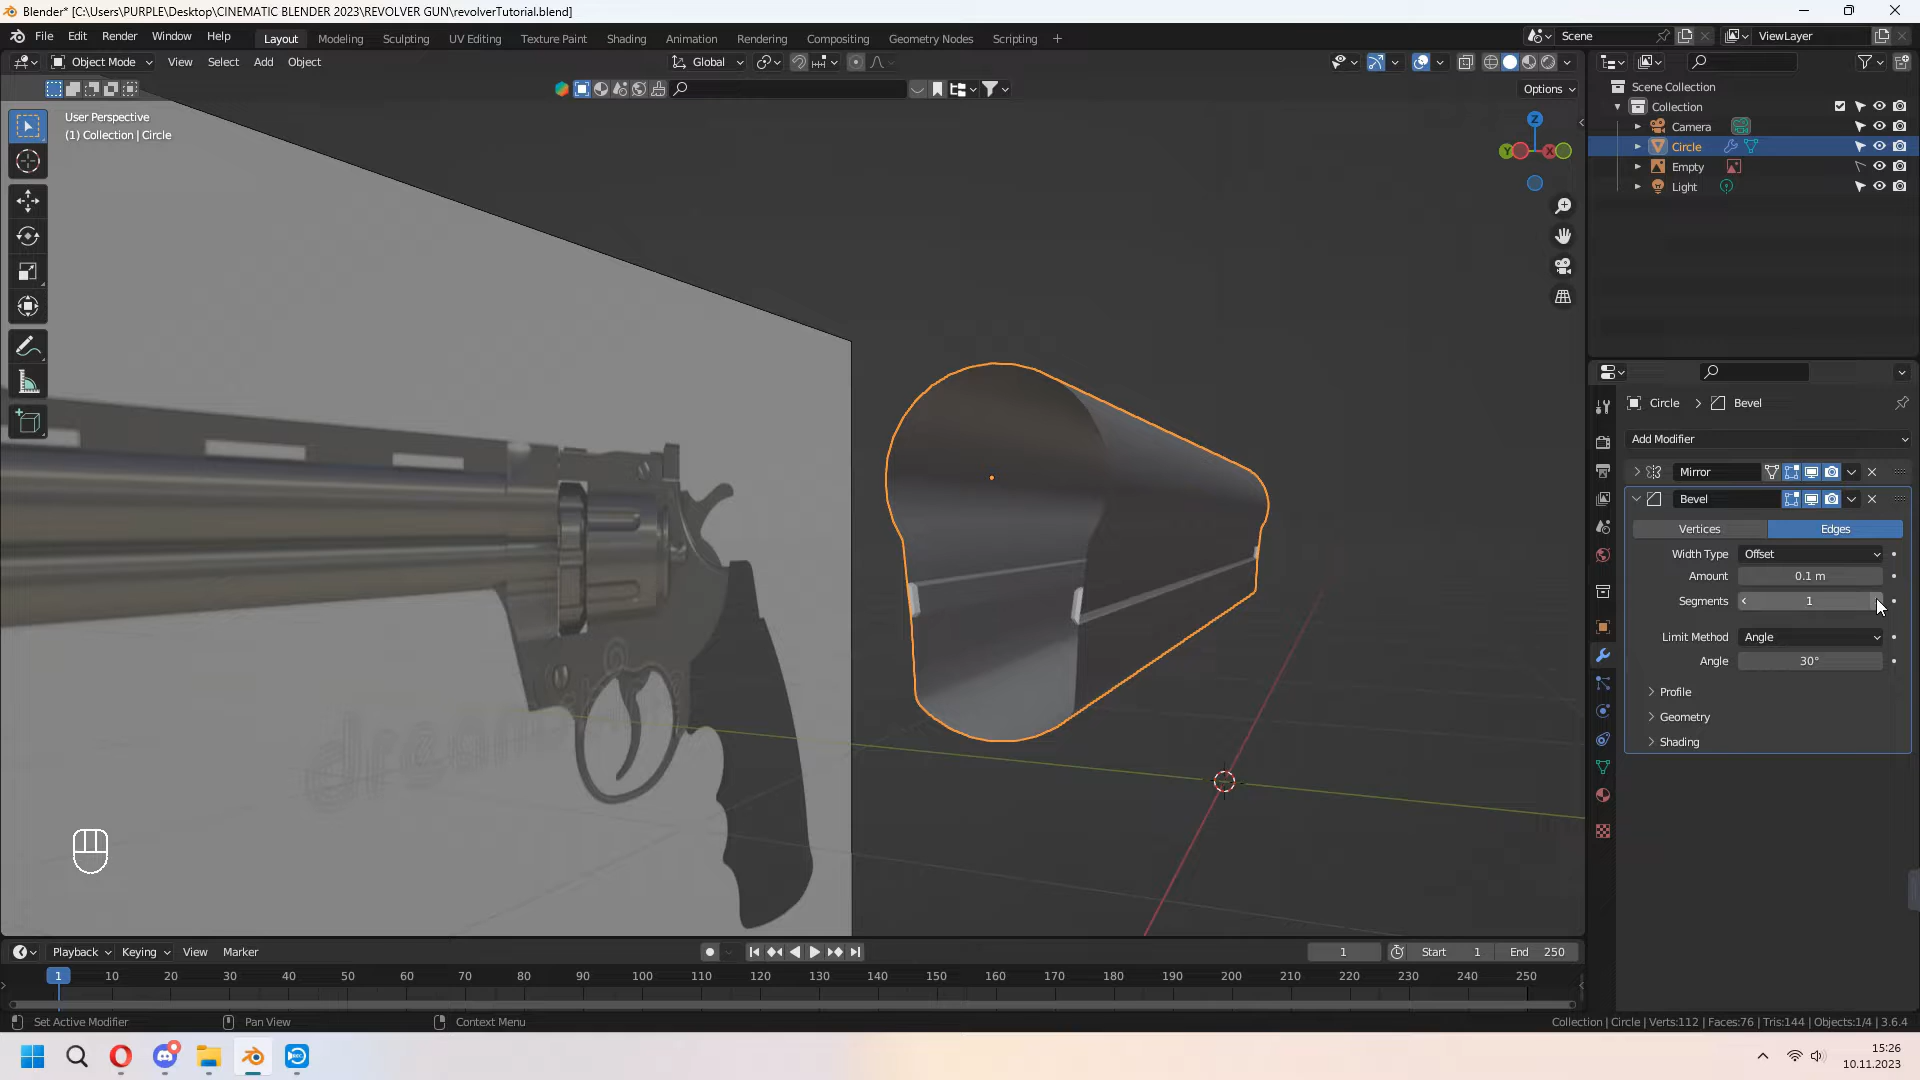 Blender* [C:\Users\PURPLE\Desktop\CINEMATIC BLENDER 2023\REVOLVER GUN\revolverTutorial.blend]
File Edit Render Window Help Layout Modeling Sculpting UV Editing Texture Paint Shading Animation Rendering Compositing Geometry Nodes Scripting + Scene ViewLayer
Object Mode View Select Add Object Global
Options
User Perspective
(1) Collection | Circle
Z
Y X
Scene Collection
Collection
Camera
Circle
Empty
Light
Circle > Bevel
Add Modifier
Mirror
Bevel
Vertices Edges
Width Type Offset
Amount 0.1 m
Segments 1
Limit Method Angle
Angle 30°
Profile
Geometry
Shading
Playback Keying View Marker 1 Start 1 End 250
1 10 20 30 40 50 60 70 80 90 100 110 120 130 140 150 160 170 180 190 200 210 220 230 240 250
Set Active Modifier Pan View Context Menu Collection | Circle | Verts:112 | Faces:76 | Tris:144 | Objects:1/4 | 3.6.4
15:26
10.11.2023